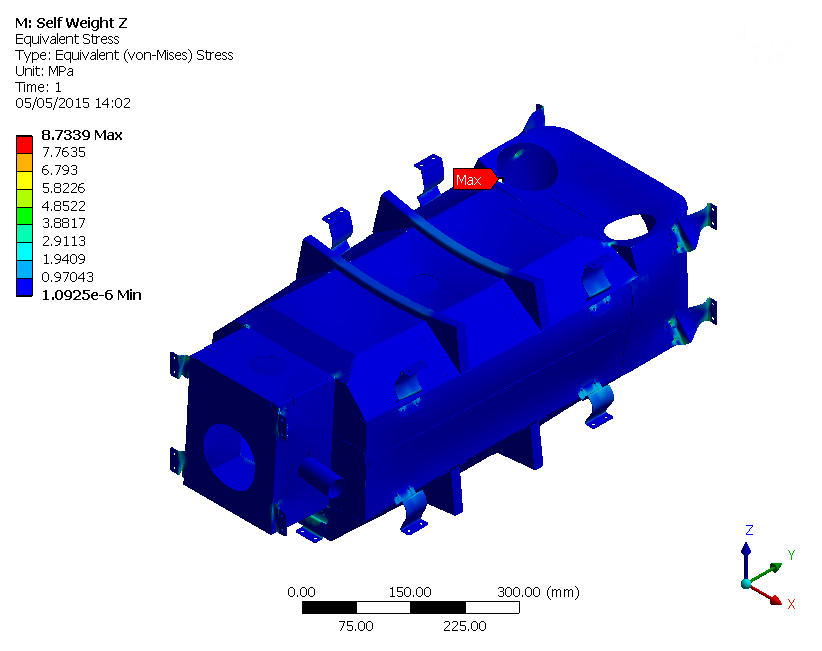 M: Self Weight Z
Equivalent Stress
Type: Equivalent (von-Mises) Stress
Unit: MPa
Time: 1
05/05/2015 14:02
8.7339 Max
7.7635
6.793
5.8226
4.8522
3.8817
2.9113
1.9409
0.97043
1.0925e-6 Min
Max
Z
Y
X
0.00 150.00 300.00 (mm)
75.00 225.00